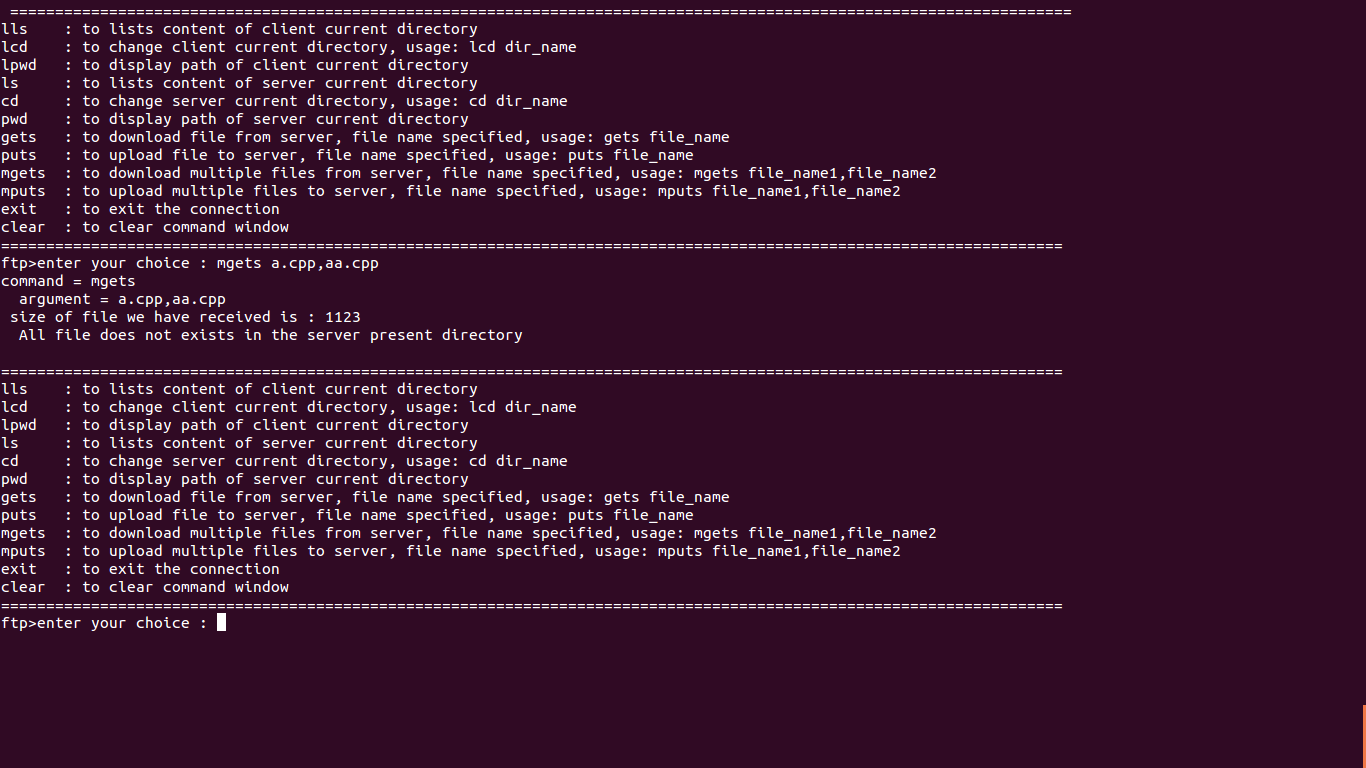 ======================================================================================================================
lls    : to lists content of client current directory
lcd    : to change client current directory, usage: lcd dir_name
lpwd   : to display path of client current directory
ls     : to lists content of server current directory
cd     : to change server current directory, usage: cd dir_name
pwd    : to display path of server current directory
gets   : to download file from server, file name specified, usage: gets file_name
puts   : to upload file to server, file name specified, usage: puts file_name
mgets  : to download multiple files from server, file name specified, usage: mgets file_name1,file_name2
mputs  : to upload multiple files to server, file name specified, usage: mputs file_name1,file_name2
exit   : to exit the connection
clear  : to clear command window
======================================================================================================================
ftp>enter your choice : mgets a.cpp,aa.cpp
command = mgets
  argument = a.cpp,aa.cpp
 size of file we have received is : 1123
  All file does not exists in the server present directory
======================================================================================================================
lls    : to lists content of client current directory
lcd    : to change client current directory, usage: lcd dir_name
lpwd   : to display path of client current directory
ls     : to lists content of server current directory
cd     : to change server current directory, usage: cd dir_name
pwd    : to display path of server current directory
gets   : to download file from server, file name specified, usage: gets file_name
puts   : to upload file to server, file name specified, usage: puts file_name
mgets  : to download multiple files from server, file name specified, usage: mgets file_name1,file_name2
mputs  : to upload multiple files to server, file name specified, usage: mputs file_name1,file_name2
exit   : to exit the connection
clear  : to clear command window
======================================================================================================================
ftp>enter your choice :